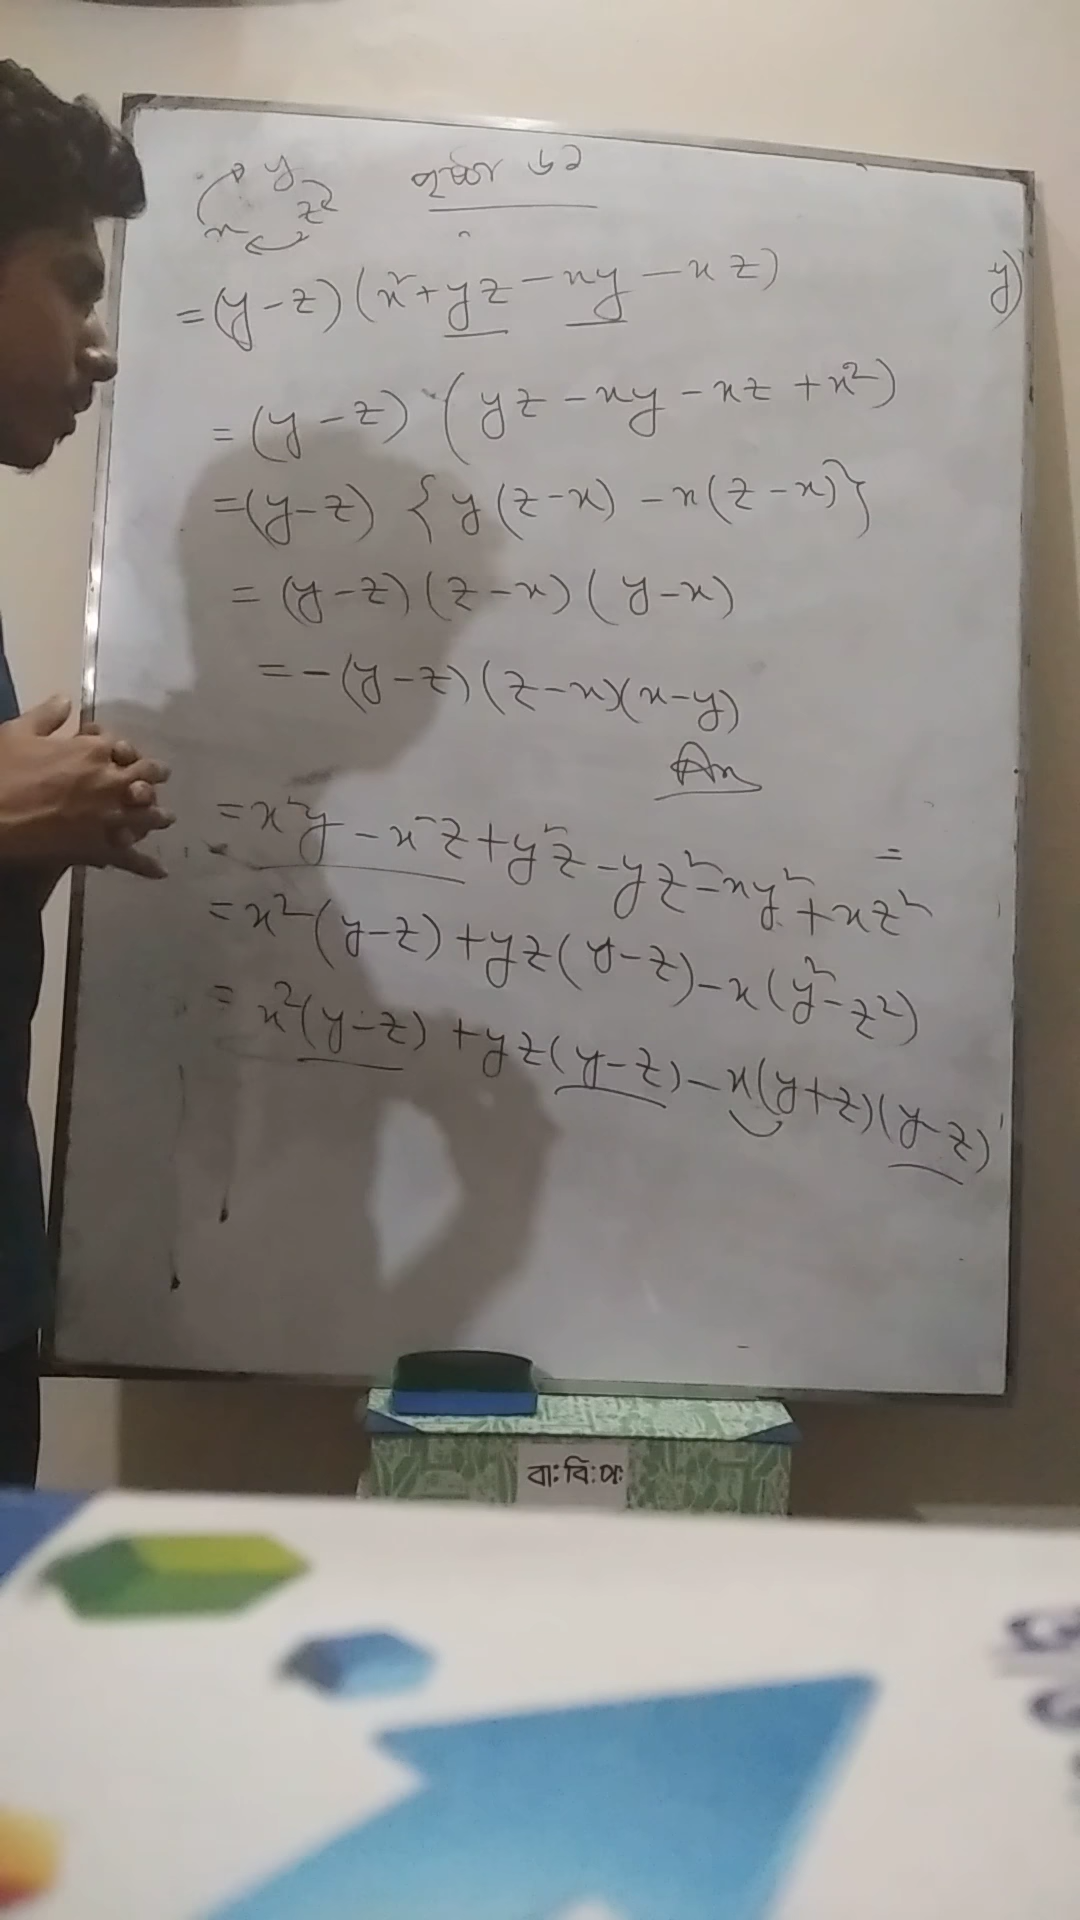 y z x
পৃষ্ঠা ৬২
= (y-z) (x²+yz-xy-xz)
y)
= (y-z) (yz-xy-xz+x²)
= (y-z) {y(z-x) -x(z-x)}
= (y-z) (z-x) (y-x)
= -(y-z) (z-x)(x-y)
An
= x²y - x²z + y²z - yz² - xy² + xz²
=
= x²(y-z) + yz(y-z) - x(y²-z²)
= x²(y-z) + yz(y-z) - x(y+z)(y-z)
বা:বি:প্র: